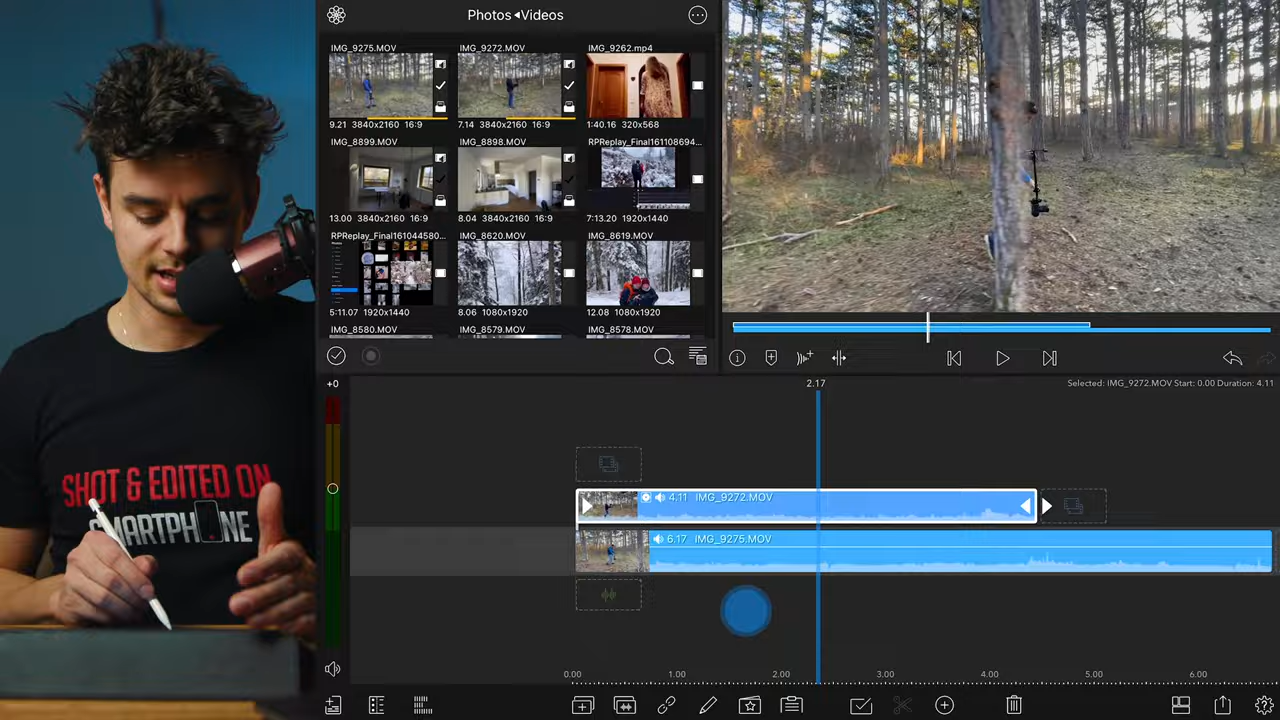 Photos◂Videos
IMG_9275.MOV
IMG_9272.MOV
IMG_9262.mp4
9.21 3840x2160 16:9
7.14 3840x2160 16:9
1:40.16 320x568
IMG_8899.MOV
IMG_8898.MOV
RPReplay_Final161108694...
13.00 3840x2160 16:9
8.04 3840x2160 16:9
7:13.20 1920x1440
RPReplay_Final161044580...
IMG_8620.MOV
IMG_8619.MOV
5:11.07 1920x1440
8.06 1080x1920
12.08 1080x1920
IMG_8580.MOV
IMG_8579.MOV
IMG_8578.MOV
+0
2.17
Selected: IMG_9272.MOV Start: 0.00 Duration: 4.11
4.11 IMG_9272.MOV
6.17 IMG_9275.MOV
0.00 1.00 2.00 3.00 4.00 5.00 6.00
SHOT & EDITED ON
SMARTPH NE